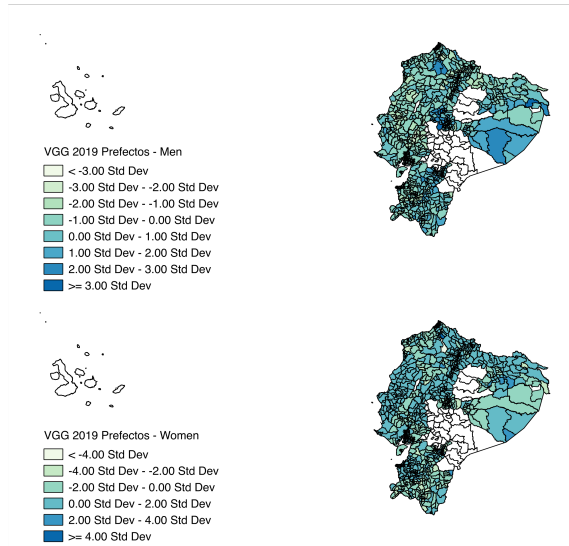 VGG 2019 Prefectos - Men
< -3.00 Std Dev
-3.00 Std Dev - -2.00 Std Dev
-2.00 Std Dev - -1.00 Std Dev
-1.00 Std Dev - 0.00 Std Dev
0.00 Std Dev - 1.00 Std Dev
1.00 Std Dev - 2.00 Std Dev
2.00 Std Dev - 3.00 Std Dev
>= 3.00 Std Dev
VGG 2019 Prefectos - Women
< -4.00 Std Dev
-4.00 Std Dev - -2.00 Std Dev
-2.00 Std Dev - 0.00 Std Dev
0.00 Std Dev - 2.00 Std Dev
2.00 Std Dev - 4.00 Std Dev
>= 4.00 Std Dev